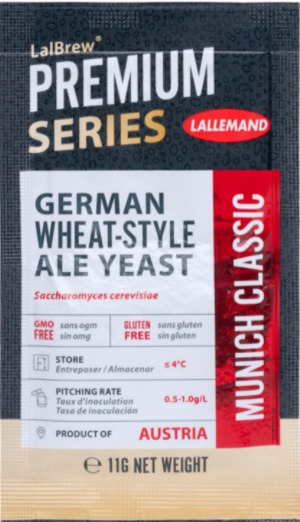 LalBrew®
PREMIUM
SERIES
LALLEMAND
GERMAN
WHEAT-STYLE
ALE YEAST
Saccharomyces cerevisiae
GMO FREE
sans ogm
sin omg
GLUTEN FREE
sans gluten
sin gluten
STORE
Entreposer / Almacenar
≤ 4°C
PITCHING RATE
Taux d'inoculation
Tasa de inoculación
0.5-1.0g/L
PRODUCT OF
AUSTRIA
MUNICH CLASSIC
℮ 11G NET WEIGHT